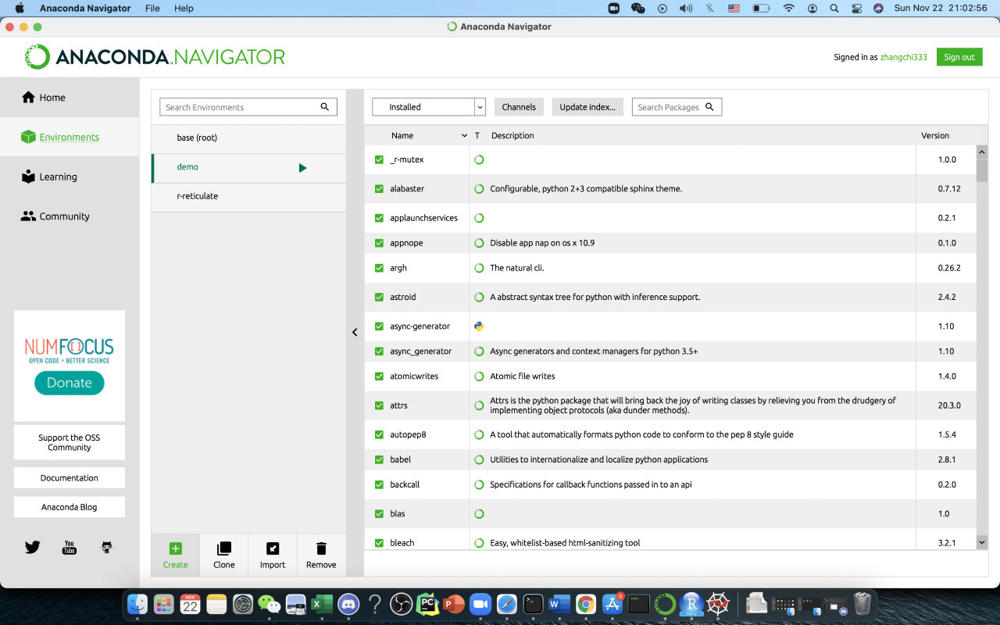 Anaconda Navigator File Help Sun Nov 22 21:02:56
Anaconda Navigator
ANACONDA.NAVIGATOR Signed in as zhangchi333 Sign out
Home
Environments
Learning
Community
NUMFOCUS
OPEN CODE = BETTER SCIENCE
Donate
Support the OSS
Community
Documentation
Anaconda Blog
You
Tube
Search Environments
base (root)
demo
r-reticulate
Create Clone Import Remove
Installed Channels Update index... Search Packages
Name T Description Version
_r-mutex 1.0.0
alabaster Configurable, python 2+3 compatible sphinx theme. 0.7.12
applaunchservices 0.2.1
appnope Disable app nap on os x 10.9 0.1.0
argh The natural cli. 0.26.2
astroid A abstract syntax tree for python with inference support. 2.4.2
async-generator 1.10
async_generator Async generators and context managers for python 3.5+ 1.10
atomicwrites Atomic file writes 1.4.0
attrs Attrs is the python package that will bring back the joy of writing classes by relieving you from the drudgery of
implementing object protocols (aka dunder methods). 20.3.0
autopep8 A tool that automatically formats python code to conform to the pep 8 style guide 1.5.4
babel Utilities to internationalize and localize python applications 2.8.1
backcall Specifications for callback functions passed in to an api 0.2.0
blas 1.0
bleach Easy, whitelist-based html-sanitizing tool 3.2.1
NOV
22
X
?
PC
P
W
R